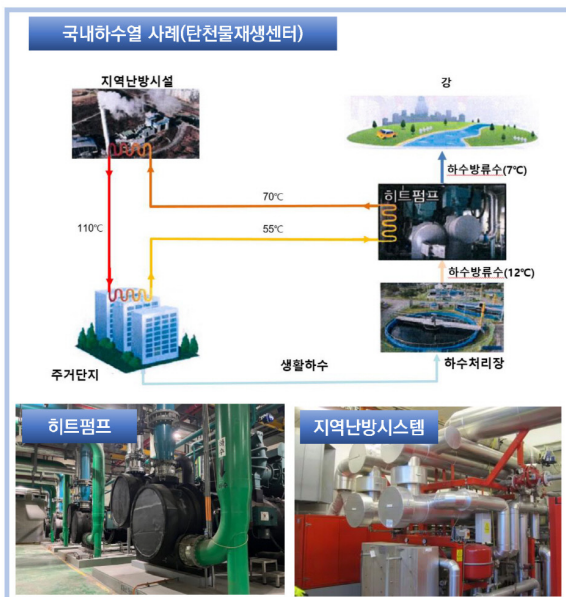 국내하수열 사례(탄천물재생센터)
지역난방시설
강
하수방류수(7℃)
히트펌프
70℃
110℃
55℃
하수방류수(12℃)
생활하수
하수처리장
주거단지
히트펌프
지역난방시스템